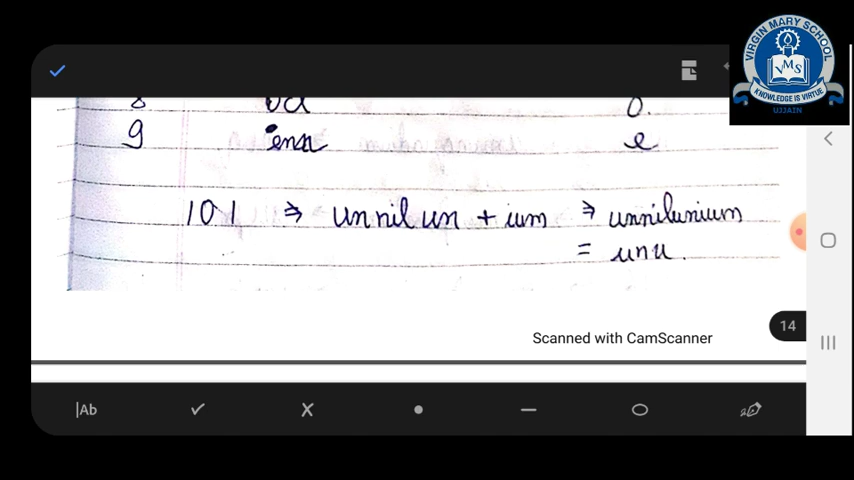 VIRGIN MARY SCHOOL
VMS
KNOWLEDGE IS VIRTUE
UJJAIN
8 O.
9 enn e
101 ⇒ unnilun + ium ⇒ unnilunium
= unu.
14
Scanned with CamScanner
|Ab